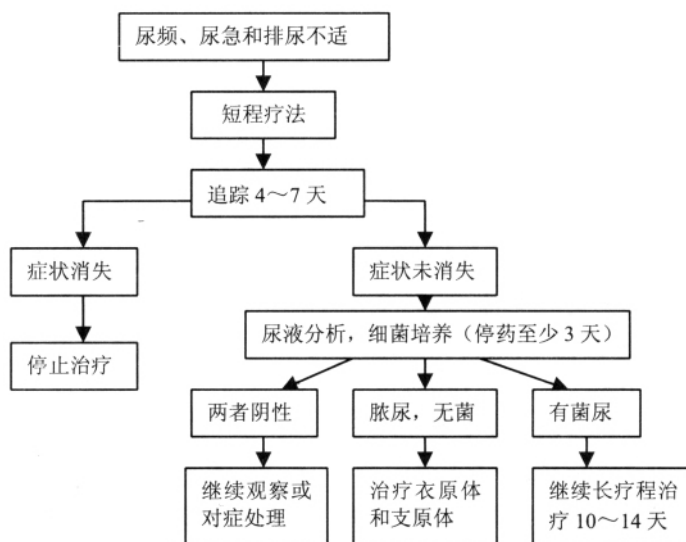 尿频、尿急和排尿不适
短程疗法
追踪 4～7 天
症状消失
症状未消失
尿液分析，细菌培养（停药至少 3 天）
停止治疗
两者阴性
脓尿，无菌
有菌尿
继续观察或
对症处理
治疗衣原体
和支原体
继续长疗程治
疗 10～14 天